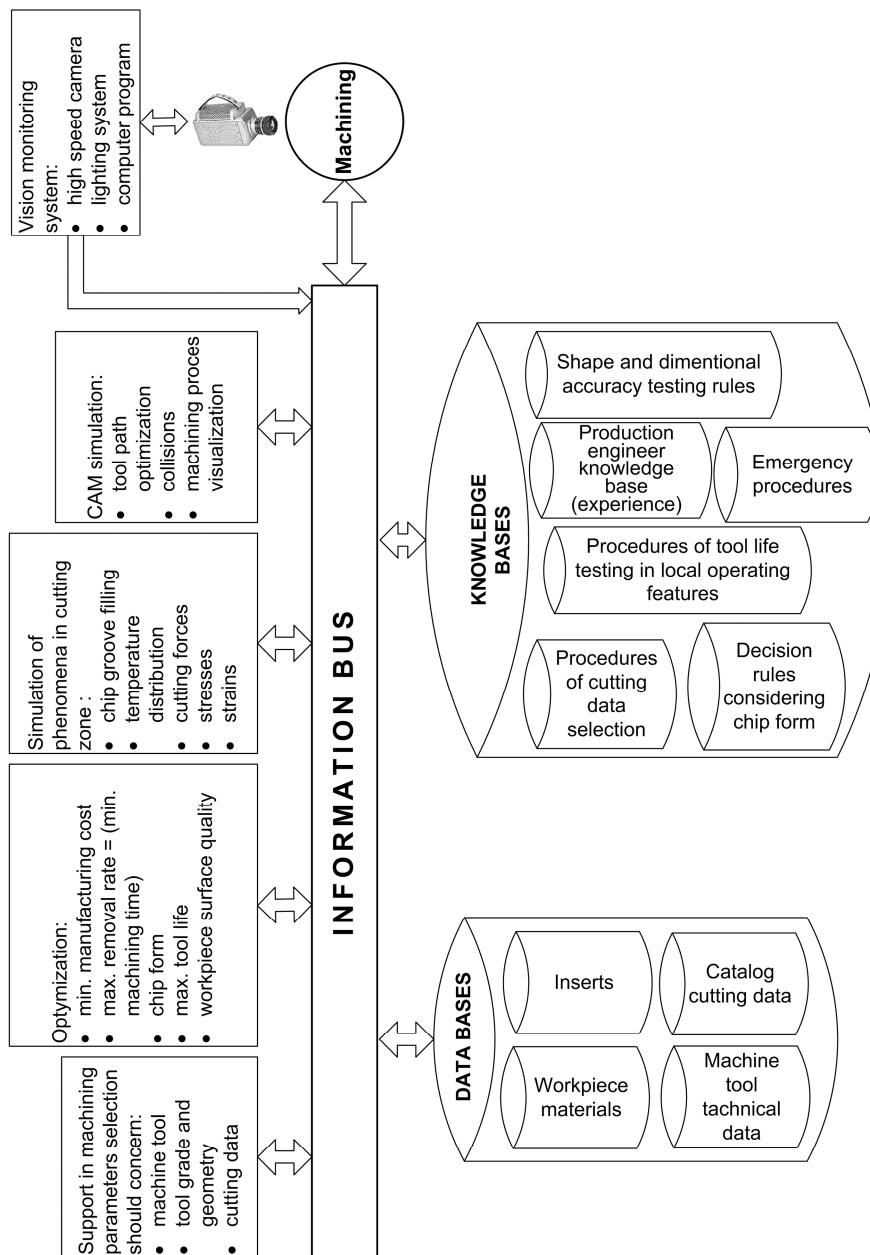 Support in machining
parameters selection
should concern:
• machine tool
• tool grade and
geometry
• cutting data
Optymization:
• min. manufacturing cost
• max. removal rate = (min.
machining time)
• chip form
• max. tool life
• workpiece surface quality
Simulation of
phenomena in cutting
zone :
• chip groove filling
• temperature
distribution
• cutting forces
• stresses
• strains
CAM simulation:
• tool path
optimization
• collisions
• machining proces
visualization
Vision monitoring
system:
• high speed camera
• lighting system
• computer program
Machining
INFORMATION BUS
DATA BASES
Workpiece
materials
Inserts
Machine
tool
tachnical
data
Catalog
cutting data
KNOWLEDGE
BASES
Procedures
of cutting
data
selection
Decision
rules
considering
chip form
Procedures of tool life
testing in local operating
features
Production
engineer
knowledge
base
(experience)
Emergency
procedures
Shape and dimentional
accuracy testing rules